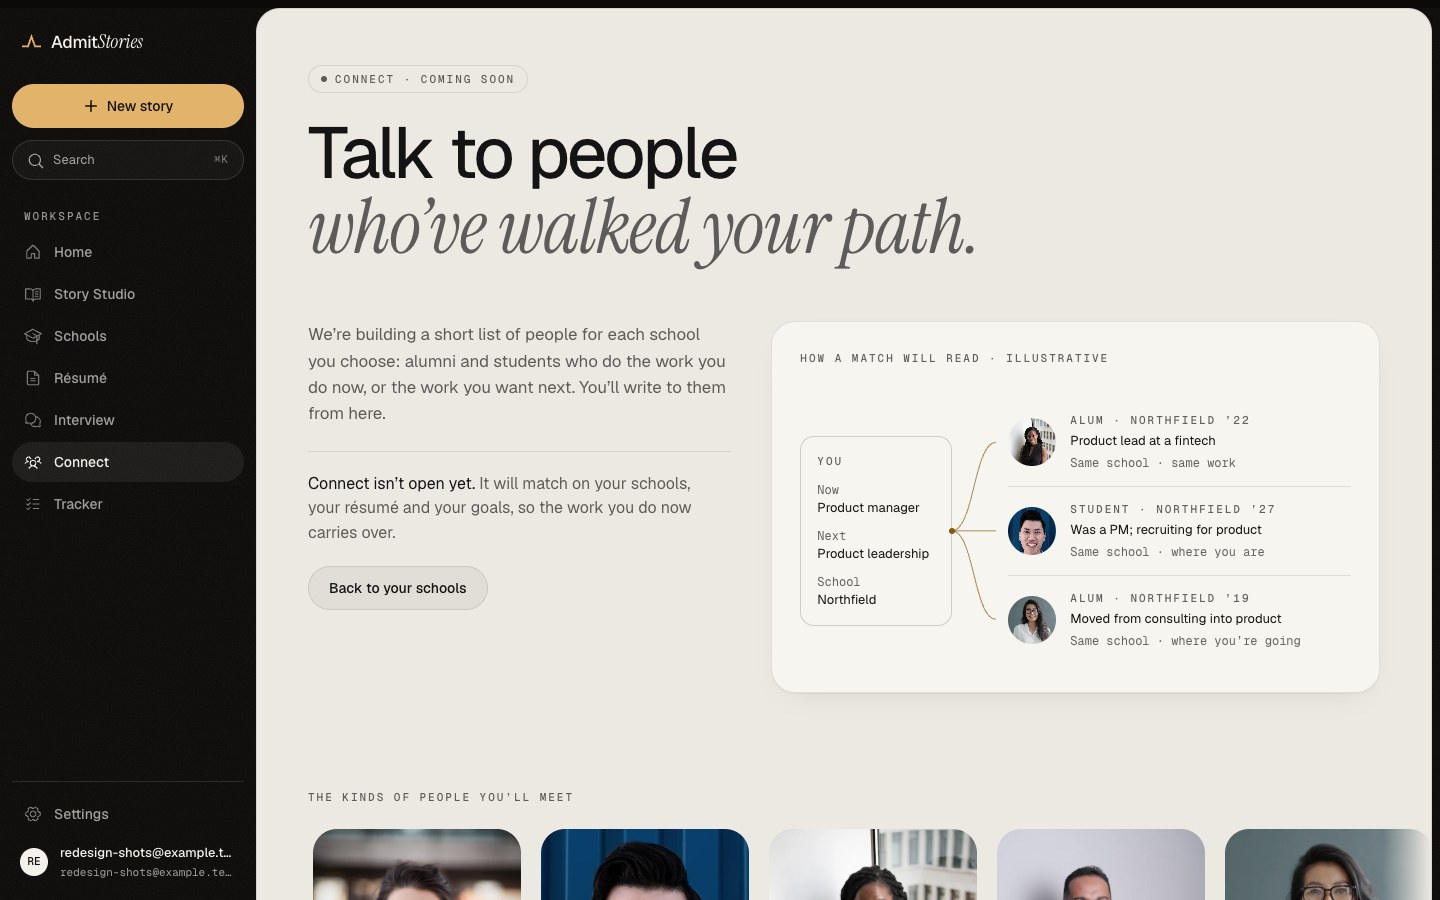 AdmitStories
New story
Search ⌘K
WORKSPACE
Home
Story Studio
Schools
Résumé
Interview
Connect
Tracker
Settings
RE
redesign-shots@example.t…
redesign-shots@example.te…
CONNECT · COMING SOON
Talk to people
who’ve walked your path.
We’re building a short list of people for each school
you choose: alumni and students who do the work you
do now, or the work you want next. You’ll write to them
from here.
Connect isn’t open yet. It will match on your schools,
your résumé and your goals, so the work you do now
carries over.
Back to your schools
HOW A MATCH WILL READ · ILLUSTRATIVE
YOU
Now
Product manager
Next
Product leadership
School
Northfield
ALUM · NORTHFIELD ’22
Product lead at a fintech
Same school · same work
STUDENT · NORTHFIELD ’27
Was a PM; recruiting for product
Same school · where you are
ALUM · NORTHFIELD ’19
Moved from consulting into product
Same school · where you’re going
THE KINDS OF PEOPLE YOU’LL MEET